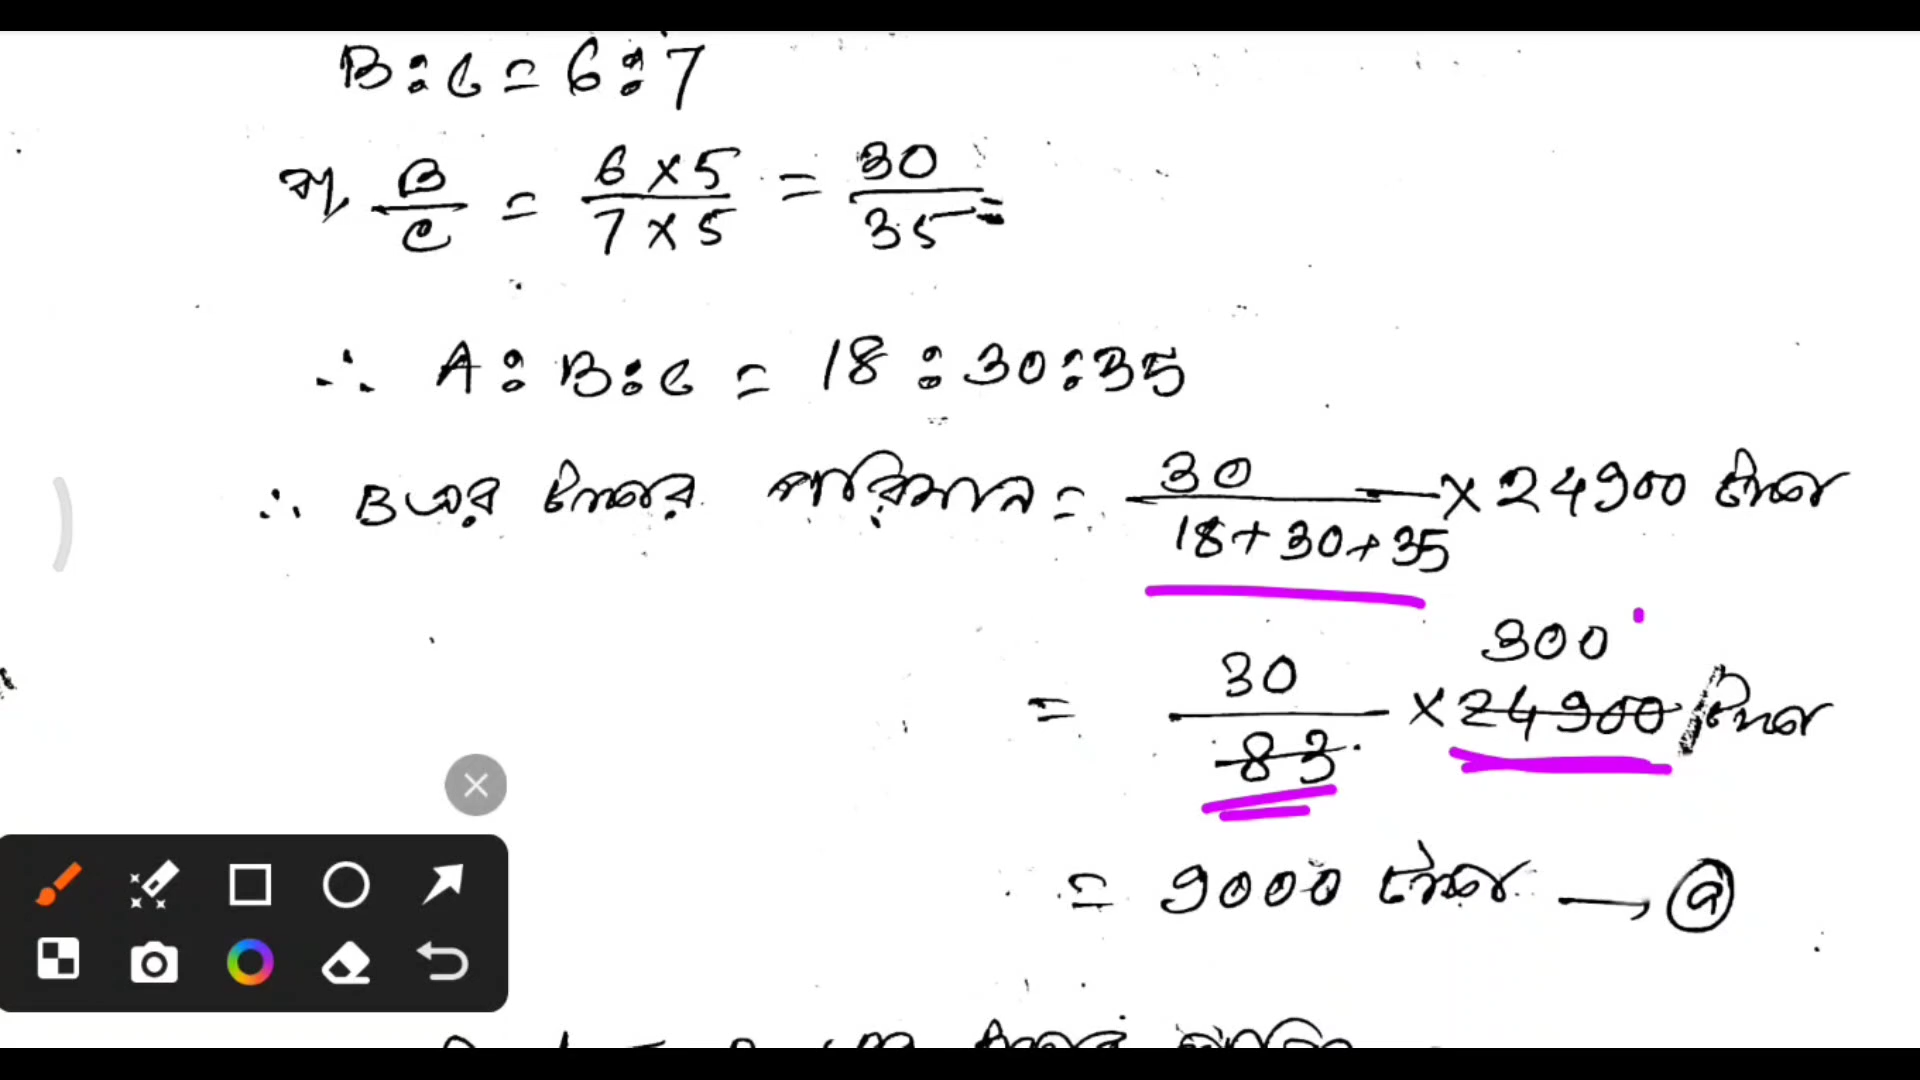 B : C = 6 : 7
বা, B/C = 6 × 5 / 7 × 5 = 30/35 =
∴ A : B : C = 18 : 30 : 35
∴ B এর টাকার পরিমান = 30 / 18 + 30 + 35 × 24900 টাকা
= 30/83 × 24900 টাকা
300
= 9000 টাকা — ⓐ